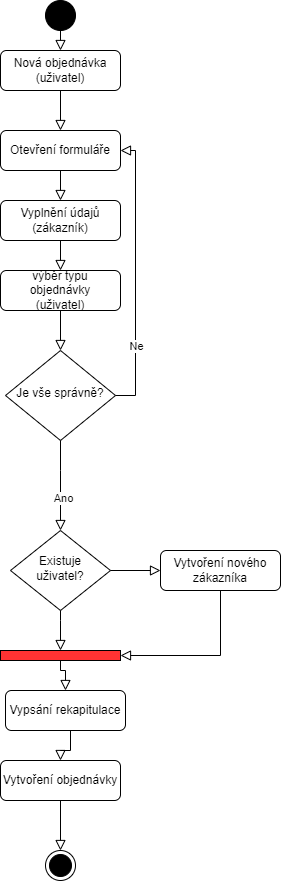 Nová objednávka
(uživatel)
Otevření formuláře
Vyplnění údajů
(zákazník)
výběr typu
objednávky
(uživatel)
Ne
Je vše správně?
Ano
Existuje
uživatel?
Vytvoření nového
zákazníka
Vypsání rekapitulace
Vytvoření objednávky